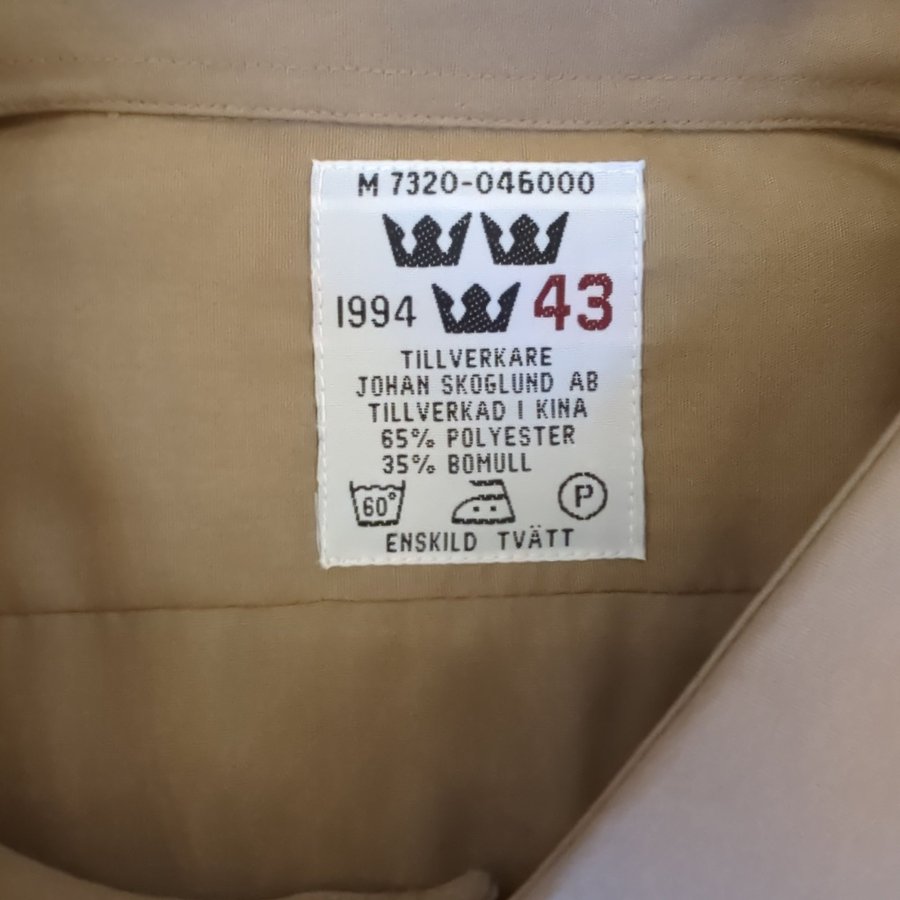 M 7320-046000
1994 43
TILLVERKARE
JOHAN SKOGLUND AB
TILLVERKAD I KINA
65% POLYESTER
35% BOMULL
60° P
ENSKILD TVÄTT